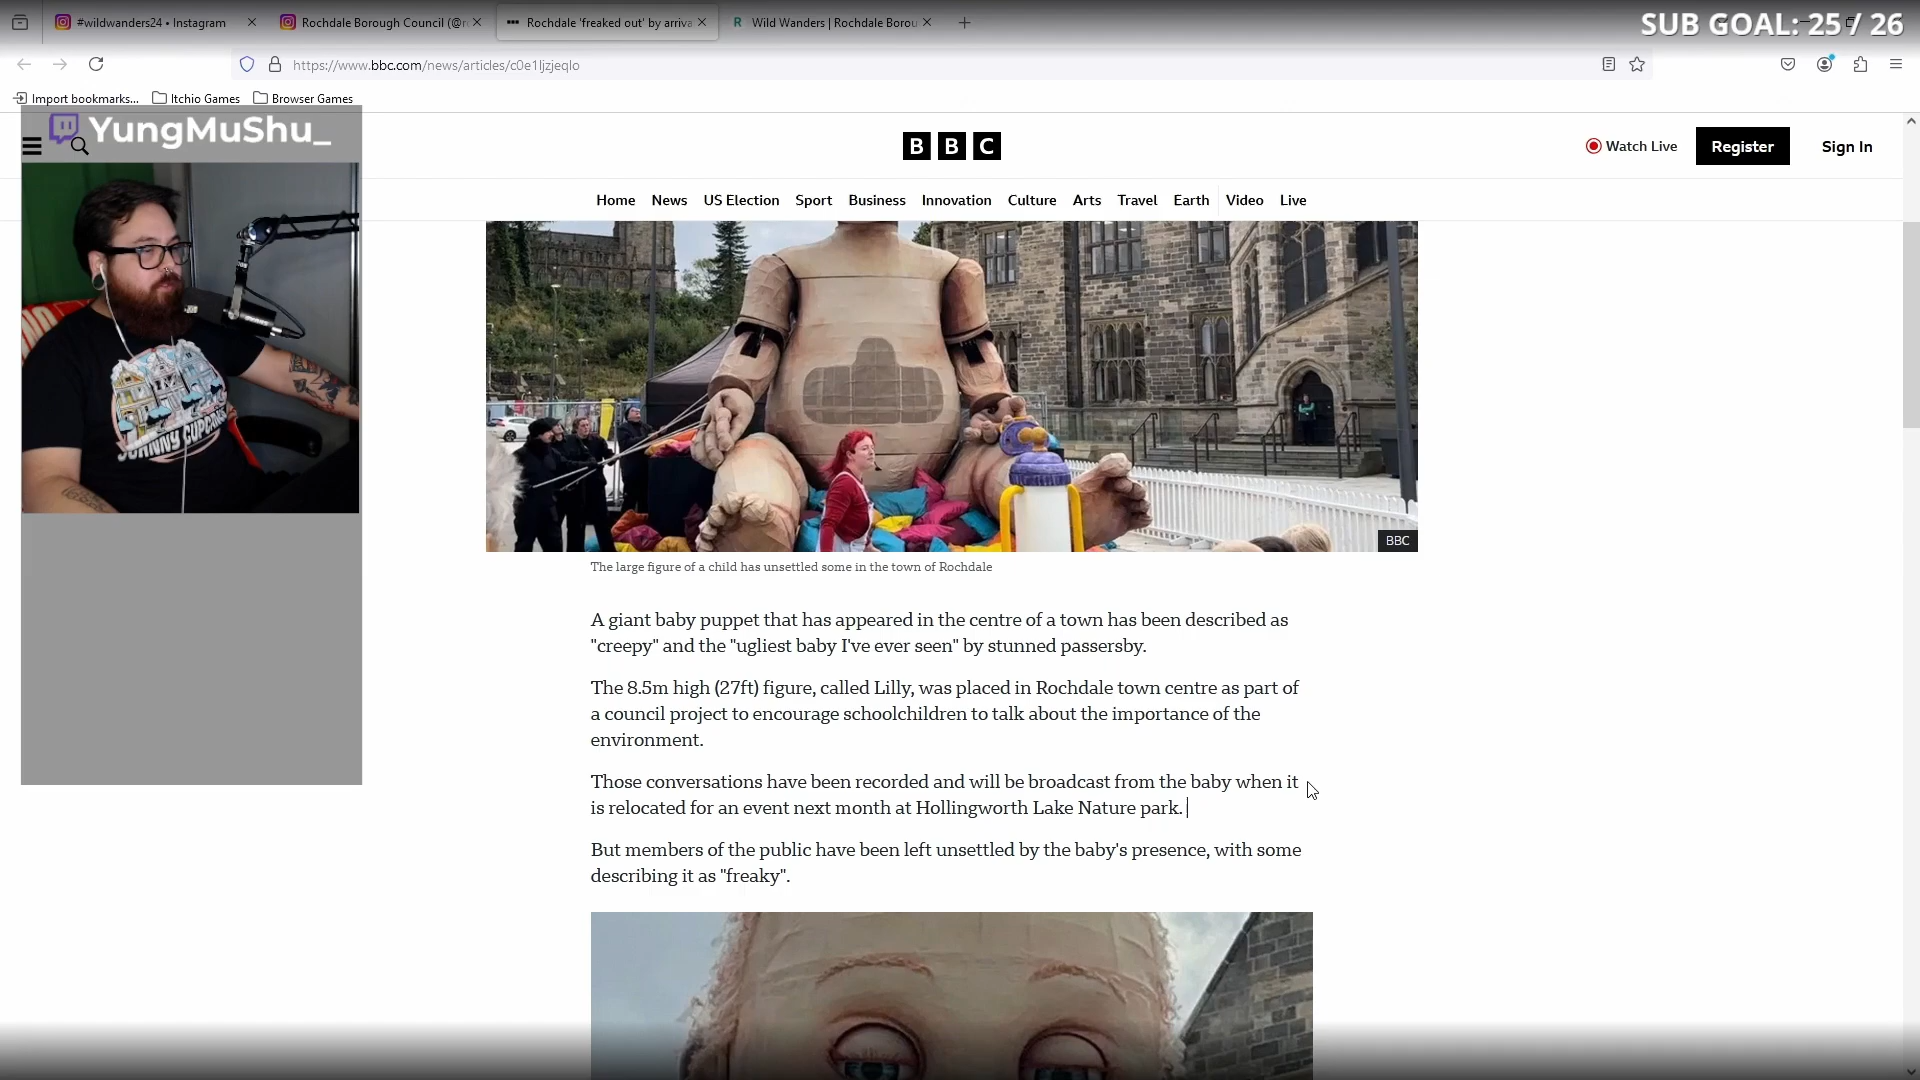 #wildwanders24 • Instagram
Rochdale Borough Council (@r
Rochdale 'freaked out' by arriva
Wild Wanders | Rochdale Borou
SUB GOAL: 25 / 26
https://www.bbc.com/news/articles/c0e1ljzjeqlo
Import bookmarks...
Itchio Games
Browser Games
YungMuShu_
BBC
Watch Live
Register
Sign In
Home
News
US Election
Sport
Business
Innovation
Culture
Arts
Travel
Earth
Video
Live
BBC
The large figure of a child has unsettled some in the town of Rochdale
A giant baby puppet that has appeared in the centre of a town has been described as
"creepy" and the "ugliest baby I've ever seen" by stunned passersby.
The 8.5m high (27ft) figure, called Lilly, was placed in Rochdale town centre as part of
a council project to encourage schoolchildren to talk about the importance of the
environment.
Those conversations have been recorded and will be broadcast from the baby when it
is relocated for an event next month at Hollingworth Lake Nature park.
But members of the public have been left unsettled by the baby's presence, with some
describing it as "freaky".